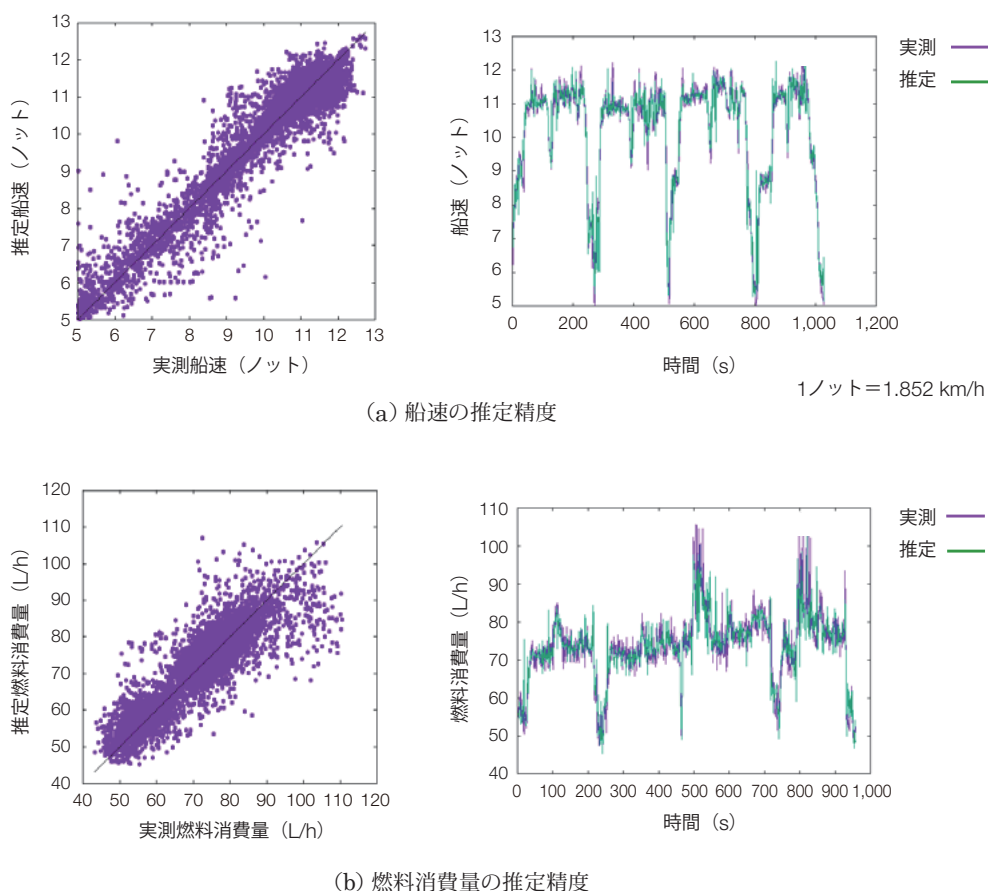 13
12
11
10
9
8
7
6
5
推定船速（ノット）
5 6 7 8 9 10 11 12 13
実測船速（ノット）
13
12
11
10
9
8
7
6
5
船速（ノット）
0 200 400 600 800 1,000 1,200
時間（s）
実測
推定
1ノット＝1.852 km/h
(a) 船速の推定精度
120
110
100
90
80
70
60
50
40
推定燃料消費量（L/h）
40 50 60 70 80 90 100 110 120
実測燃料消費量（L/h）
110
100
90
80
70
60
50
40
燃料消費量（L/h）
0 100 200 300 400 500 600 700 800 900 1,000
時間（s）
実測
推定
(b) 燃料消費量の推定精度